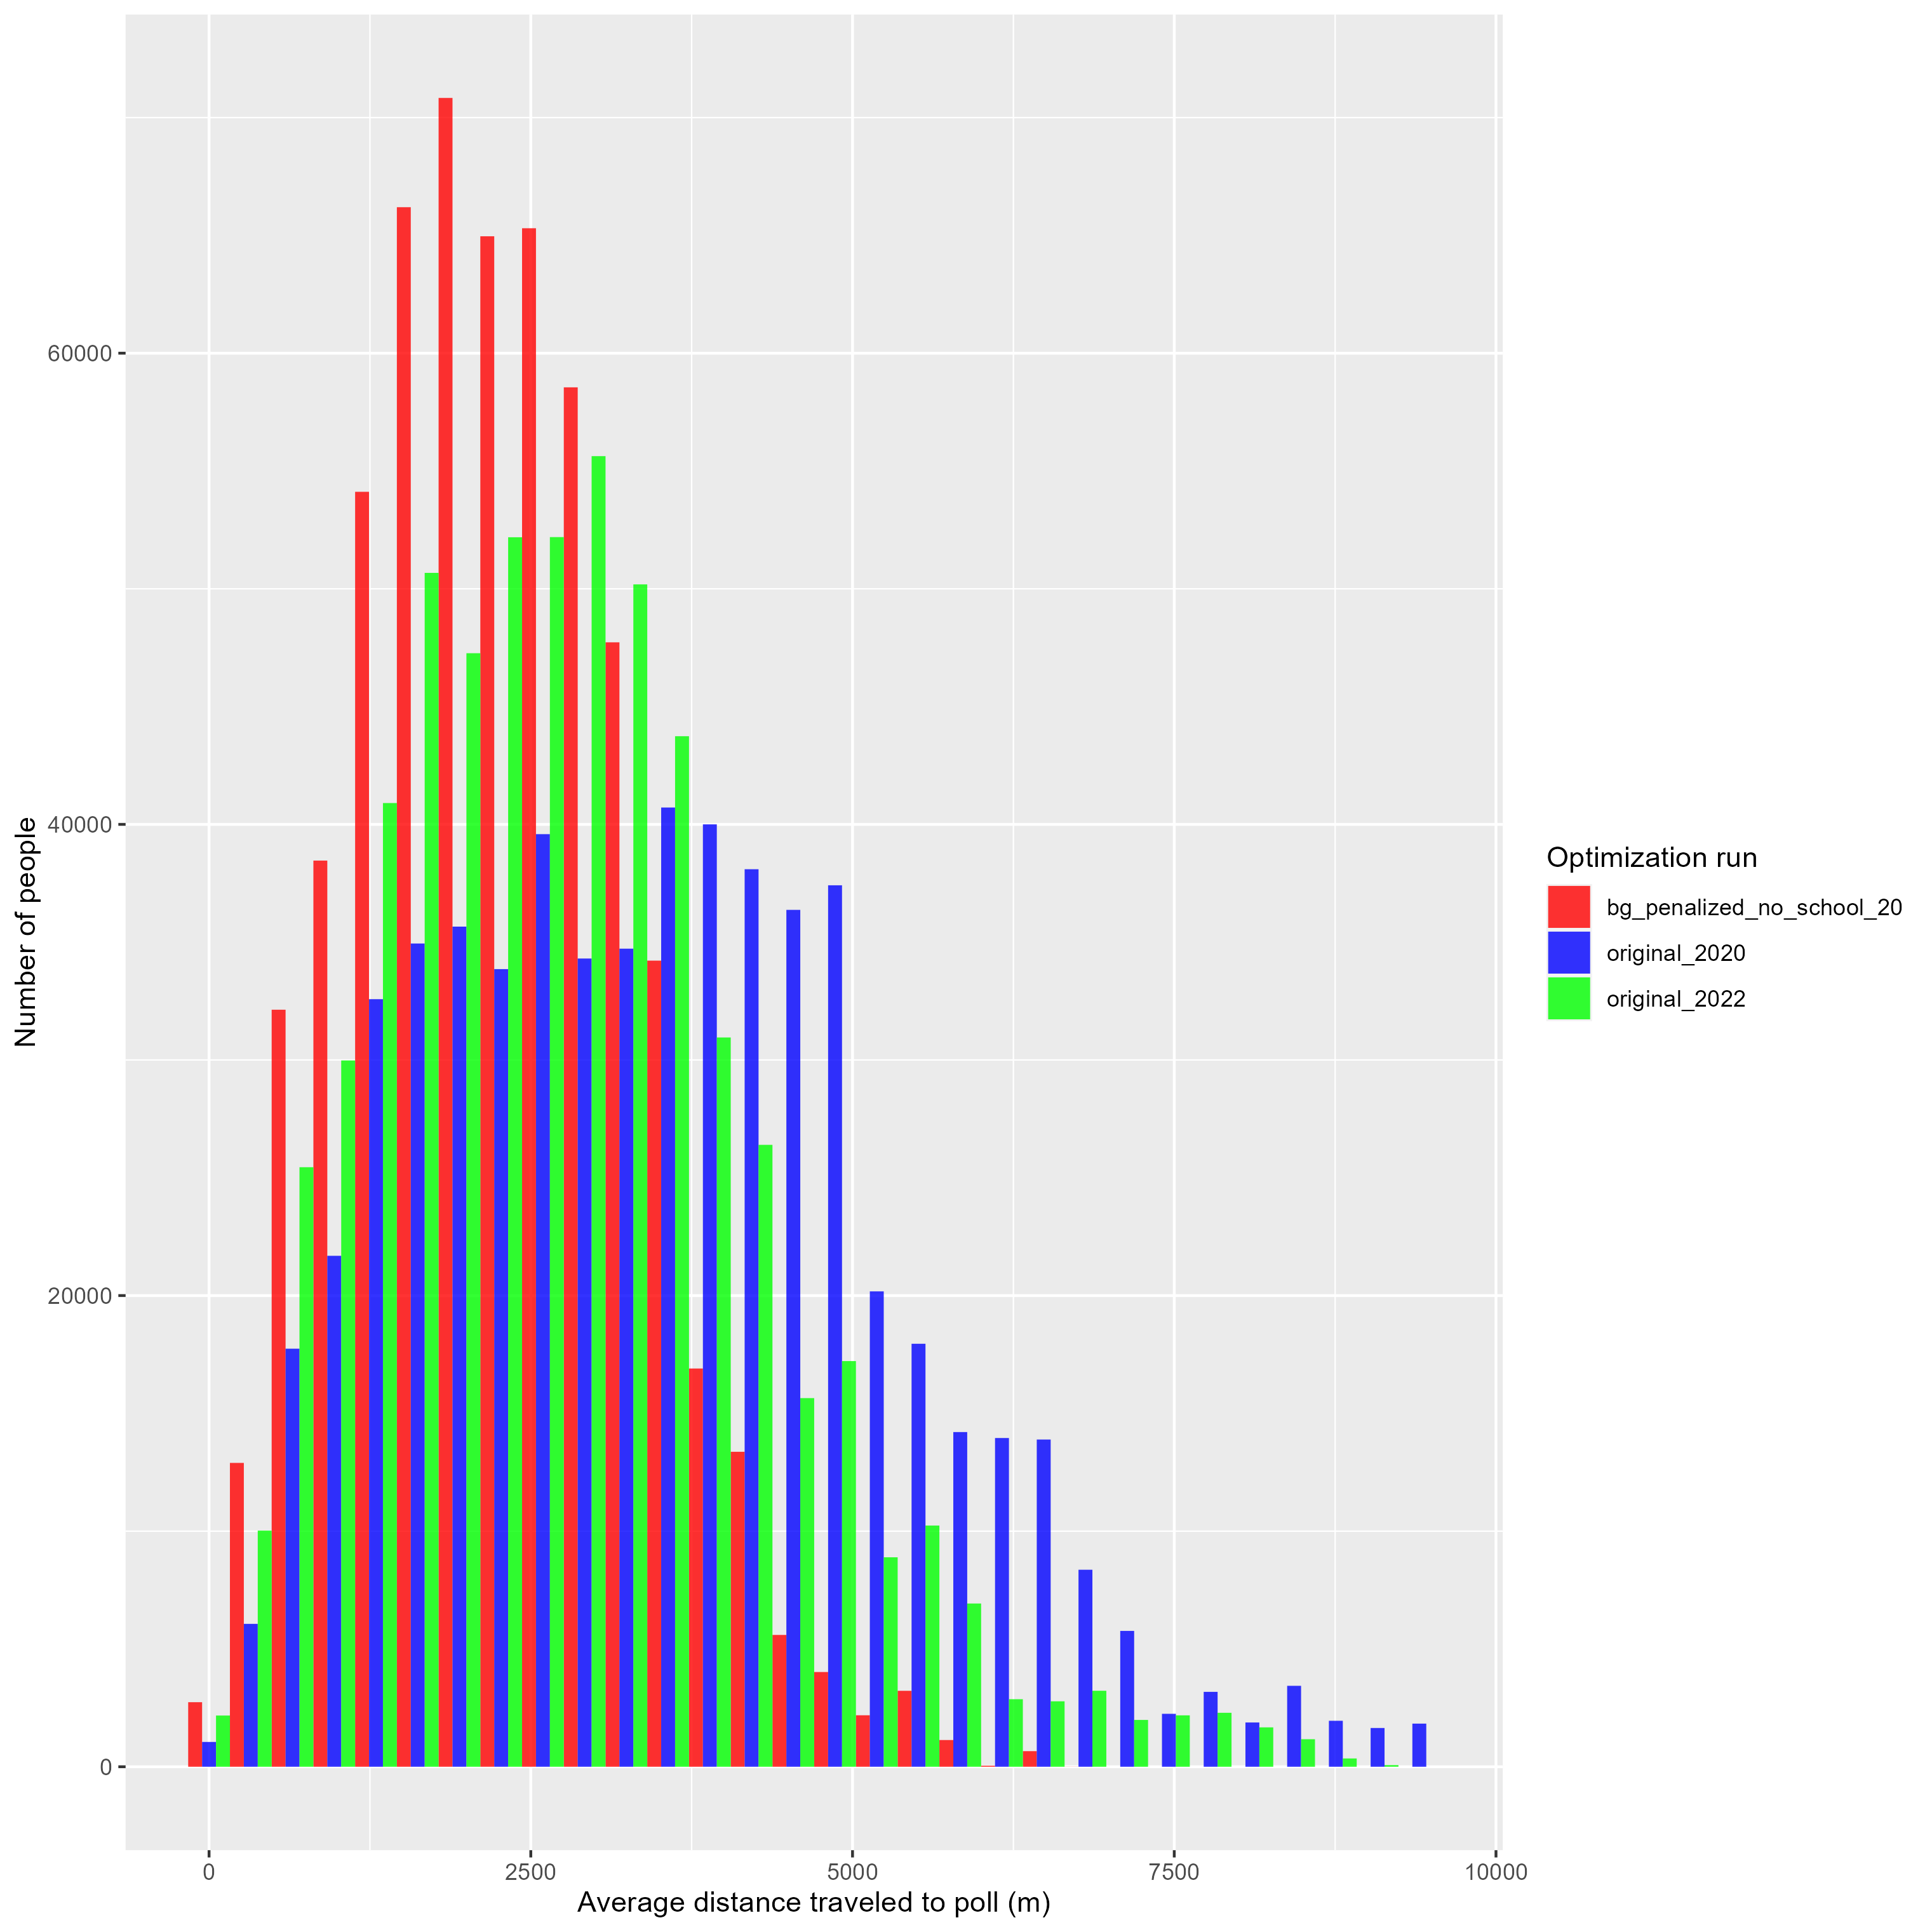 60000
40000
20000
0
Number of people
0 2500 5000 7500 10000
Average distance traveled to poll (m)
Optimization run
bg_penalized_no_school_20
original_2020
original_2022